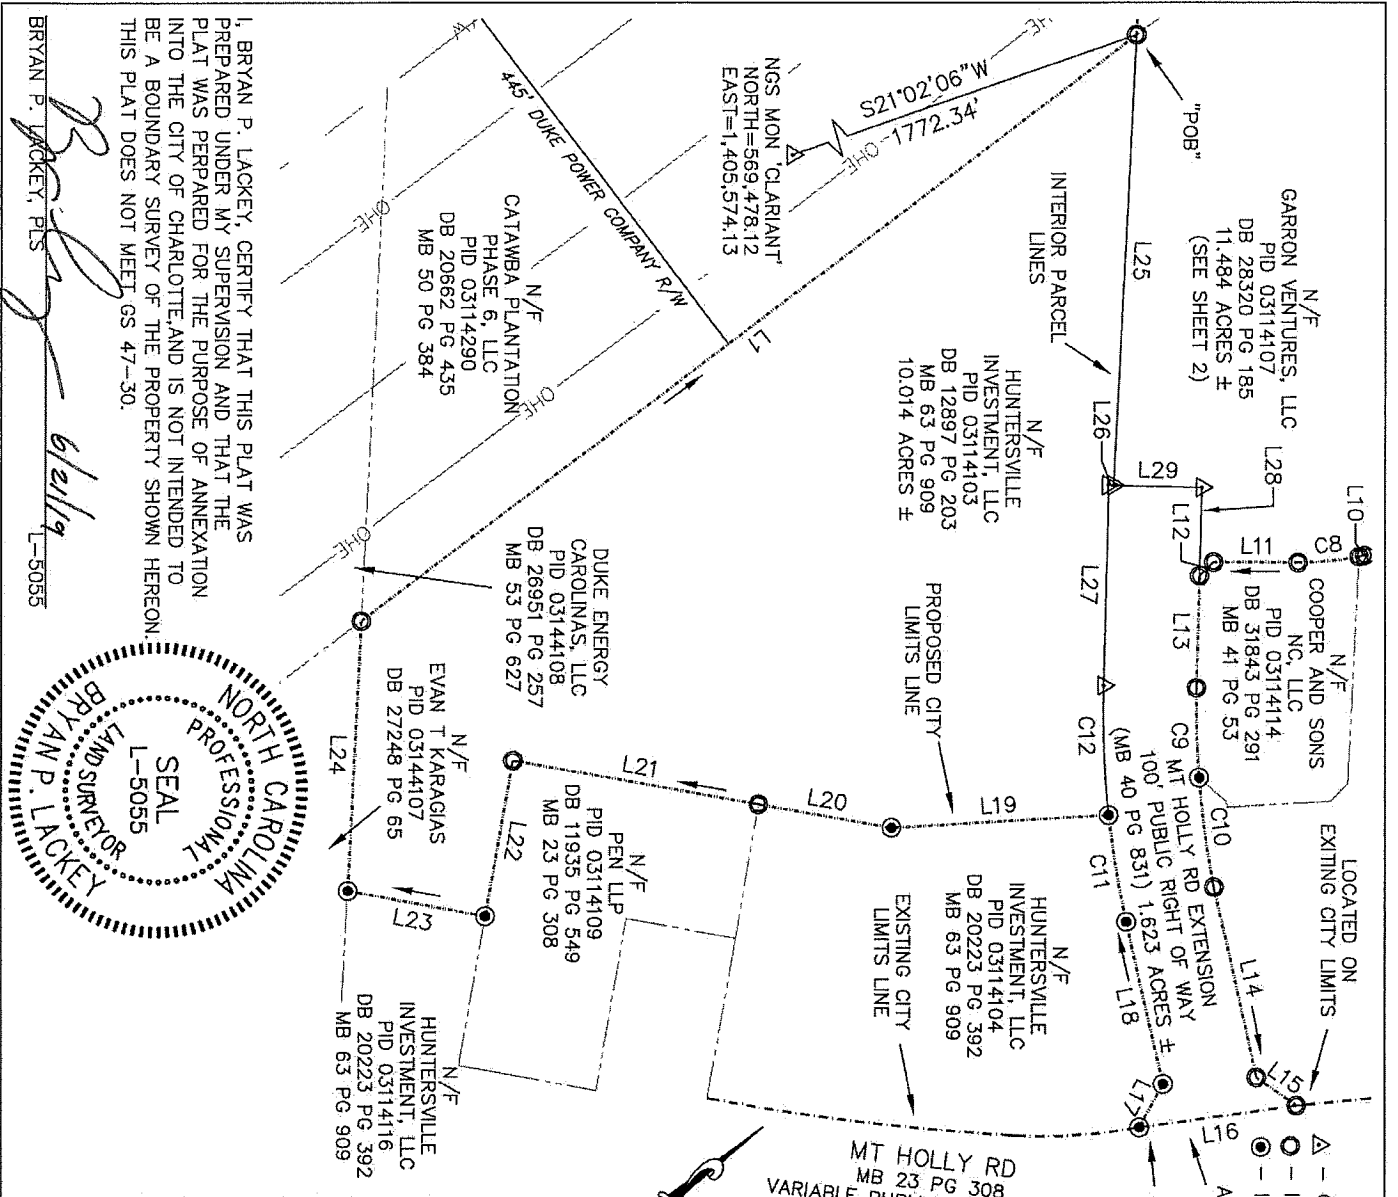 LOCATED ON
EXITING CITY LIMITS
L10
C8
L11
L12
L28
L29
L13
L14
L15
L16
L17
L18
L19
L20
L21
L22
L23
L24
L25
L26
L27
L1
C9
C10
C11
C12
"POB"
N/F
GARRON VENTURES, LLC
PID 03114107
DB 28320 PG 185
11.484 ACRES ±
(SEE SHEET 2)
N/F
COOPER AND SONS
NC, LLC
PID 03114114
DB 31843 PG 291
MB 41 PG 53
MT HOLLY RD EXTENSION
100' PUBLIC RIGHT OF WAY
(MB 40 PG 831) 1.623 ACRES ±
INTERIOR PARCEL
LINES
S21°02'06"W
1772.34'
NGS MON 'CLARIANT'
NORTH=569,478.12
EAST=1,405,574.13
N/F
HUNTERSVILLE
INVESTMENT, LLC
PID 03114103
DB 12897 PG 203
MB 63 PG 909
10.014 ACRES ±
PROPOSED CITY
LIMITS LINE
N/F
HUNTERSVILLE
INVESTMENT, LLC
PID 03114104
DB 20223 PG 392
MB 63 PG 909
EXISTING CITY
LIMITS LINE
MT HOLLY RD
MB 23 PG 308
445' DUKE POWER COMPANY R/W
OHE
OHE
OHE
OHE
N/F
CATAWBA PLANTATION
PHASE 6, LLC
PID 03114290
DB 20662 PG 435
MB 50 PG 384
DUKE ENERGY
CAROLINAS, LLC
PID 03144108
DB 26951 PG 257
MB 53 PG 627
N/F
EVAN T KARAGIAS
PID 03144107
DB 27248 PG 65
N/F
PEN LLP
PID 03114109
DB 11935 PG 549
MB 23 PG 308
N/F
HUNTERSVILLE
INVESTMENT, LLC
PID 03114116
DB 20223 PG 392
MB 63 PG 909
I, BRYAN P. LACKEY, CERTIFY THAT THIS PLAT WAS
PREPARED UNDER MY SUPERVISION AND THAT THE
PLAT WAS PERPARED FOR THE PURPOSE OF ANNEXATION
INTO THE CITY OF CHARLOTTE,AND IS NOT INTENDED TO
BE A BOUNDARY SURVEY OF THE PROPERTY SHOWN HEREON.
THIS PLAT DOES NOT MEET GS 47-30.
6/21/19
BRYAN P. LACKEY, PLS L-5055
NORTH CAROLINA
PROFESSIONAL
SEAL
L-5055
LAND SURVEYOR
BRYAN P. LACKEY